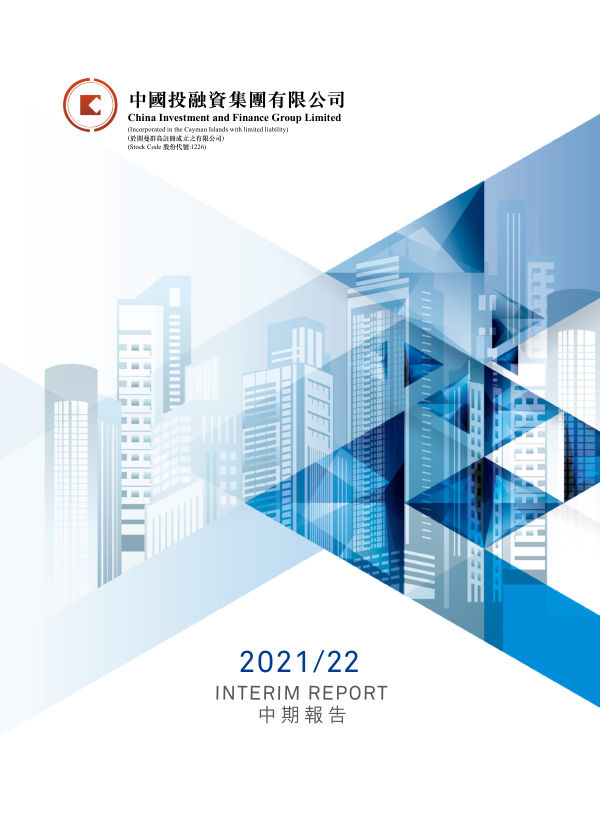 中國投融資集團有限公司
China Investment and Finance Group Limited
(Incorporated in the Cayman Islands with limited liability)
(於開曼群島註冊成立之有限公司)
(Stock Code 股份代號:1226)
2021/22
INTERIM REPORT
中期報告